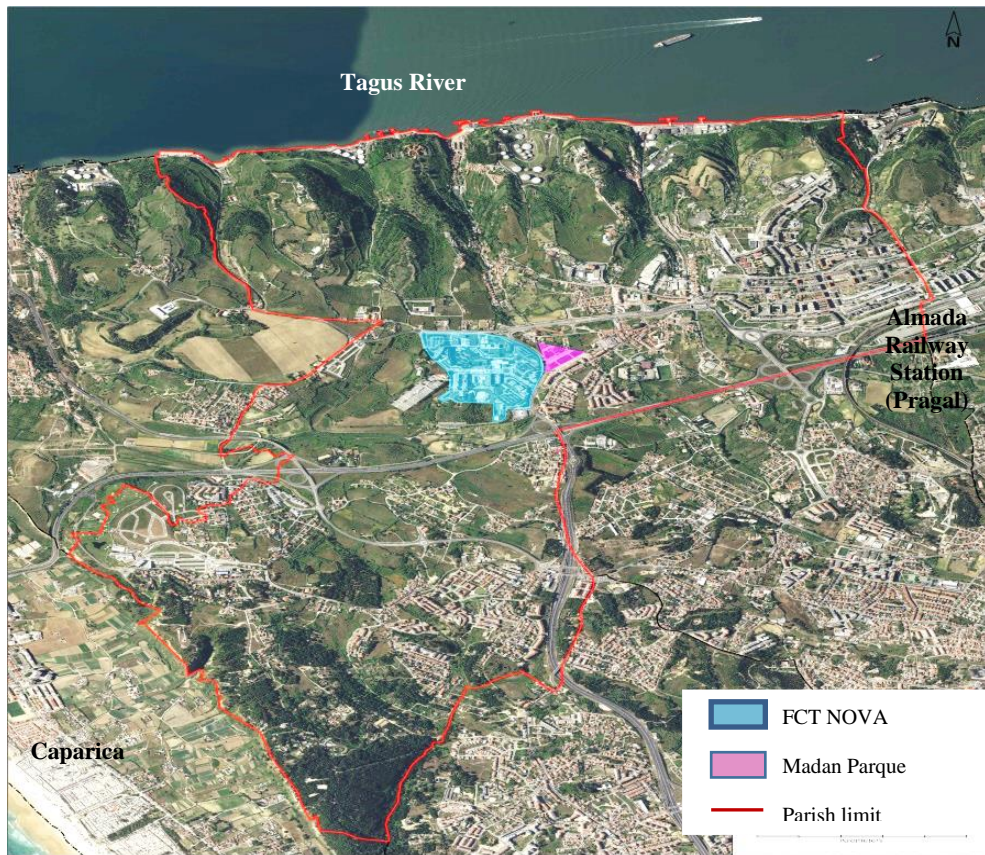 N
Tagus River
Almada
Railway
Station
(Pragal)
Caparica
FCT NOVA
Madan Parque
Parish limit